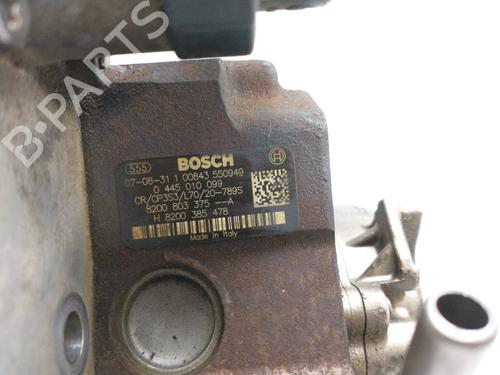 B-PARTS
555 BOSCH
07-08-31 1 00843 550949
0 445 010 099
CR/CP3S3/L70/20-789S
8200 803 375 --A
H 8200 385 478
Made in Italy